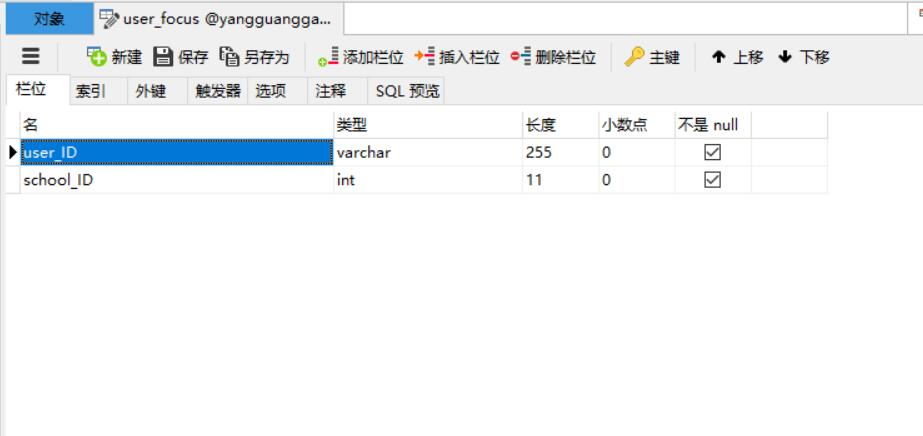 对象 user_focus @yangguangga...
新建 保存 另存为 添加栏位 插入栏位 删除栏位 主键 上移 下移
栏位 索引 外键 触发器 选项 注释 SQL 预览
名 类型 长度 小数点 不是 null
user_ID varchar 255 0
school_ID int 11 0